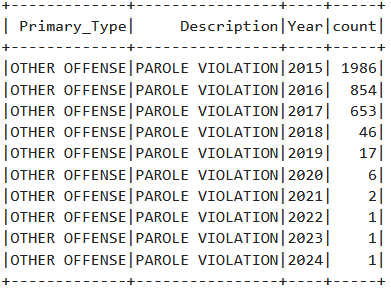 +-------------+----------------+----+-----+
| Primary_Type|     Description|Year|count|
+-------------+----------------+----+-----+
|OTHER OFFENSE|PAROLE VIOLATION|2015| 1986|
|OTHER OFFENSE|PAROLE VIOLATION|2016|  854|
|OTHER OFFENSE|PAROLE VIOLATION|2017|  653|
|OTHER OFFENSE|PAROLE VIOLATION|2018|   46|
|OTHER OFFENSE|PAROLE VIOLATION|2019|   17|
|OTHER OFFENSE|PAROLE VIOLATION|2020|    6|
|OTHER OFFENSE|PAROLE VIOLATION|2021|    2|
|OTHER OFFENSE|PAROLE VIOLATION|2022|    1|
|OTHER OFFENSE|PAROLE VIOLATION|2023|    1|
|OTHER OFFENSE|PAROLE VIOLATION|2024|    1|
+-------------+----------------+----+-----+